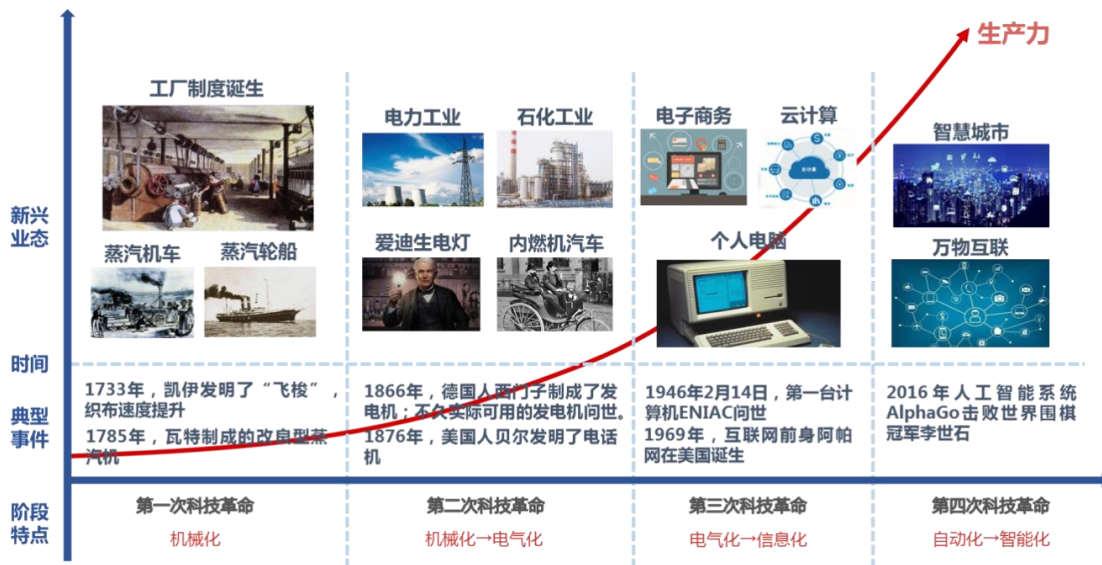 生产力
工厂制度诞生
蒸汽机车
蒸汽轮船
电力工业
石化工业
爱迪生电灯
内燃机汽车
电子商务
云计算
云计算
个人电脑
智慧城市
万物互联
新兴
业态
时间
典型
事件
1733年，凯伊发明了“飞梭”，
织布速度提升
1785年，瓦特制成的改良型蒸
汽机
1866年，德国人西门子制成了发
电机；不久实际可用的发电机问世。
1876年，美国人贝尔发明了电话
机
1946年2月14日，第一台计
算机ENIAC问世
1969年，互联网前身阿帕
网在美国诞生
2016年人工智能系统
AlphaGo击败世界围棋
冠军李世石
阶段
特点
第一次科技革命
机械化
第二次科技革命
机械化→电气化
第三次科技革命
电气化→信息化
第四次科技革命
自动化→智能化